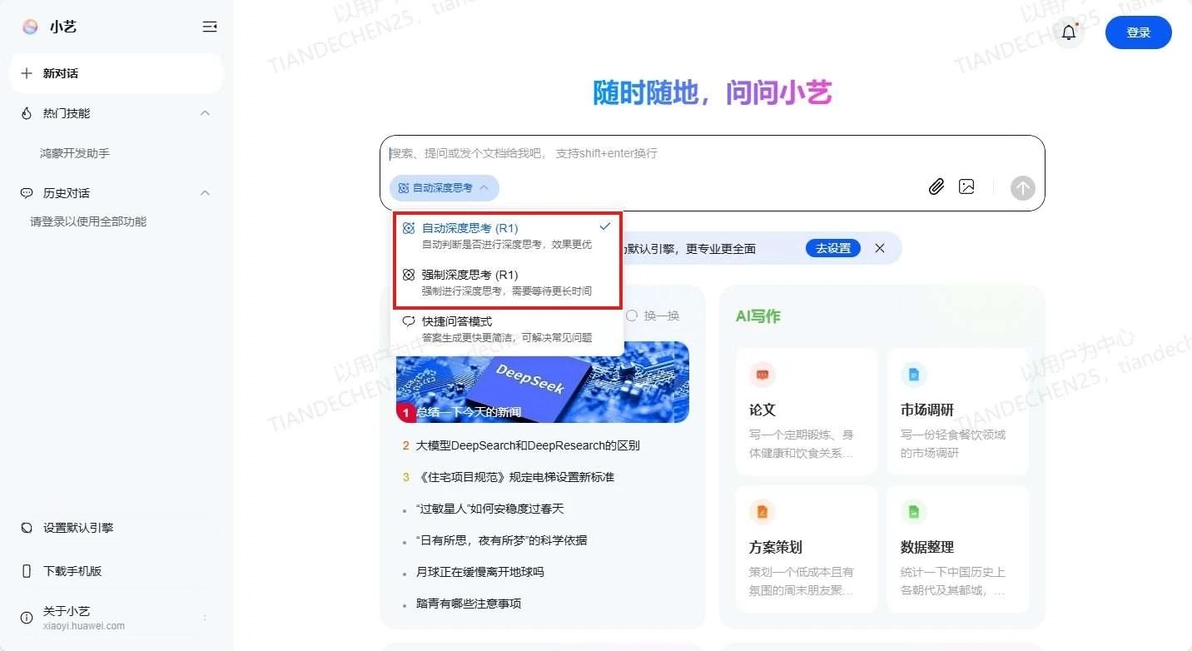 小艺
新对话
热门技能
鸿蒙开发助手
历史对话
请登录以使用全部功能
设置默认引擎
下载手机版
关于小艺
xiaoyi.huawei.com
登录
随时随地，问问小艺
搜索、提问或发个文档给我吧， 支持shift+enter换行
自动深度思考
自动深度思考 (R1)
自动判断是否进行深度思考，效果更优
强制深度思考 (R1)
强制进行深度思考，需要等待更长时间
快捷问答模式
答案生成更快更简洁，可解决常见问题
默认引擎，更专业更全面
去设置
换一换
DeepSeek
1 总结一下今天的新闻
2 大模型DeepSearch和DeepResearch的区别
3 《住宅项目规范》规定电梯设置新标准
“过敏星人”如何安稳度过春天
“日有所思，夜有所梦”的科学依据
月球正在缓慢离开地球吗
踏青有哪些注意事项
AI写作
论文
写一个定期锻炼、身
体健康和饮食关系...
市场调研
写一份轻食餐饮领域
的市场调研
方案策划
策划一个低成本且有
氛围的周末朋友聚...
数据整理
统计一下中国历史上
各朝代及其都城，...
以用户为中心
TIANDECHEN25，tiandech